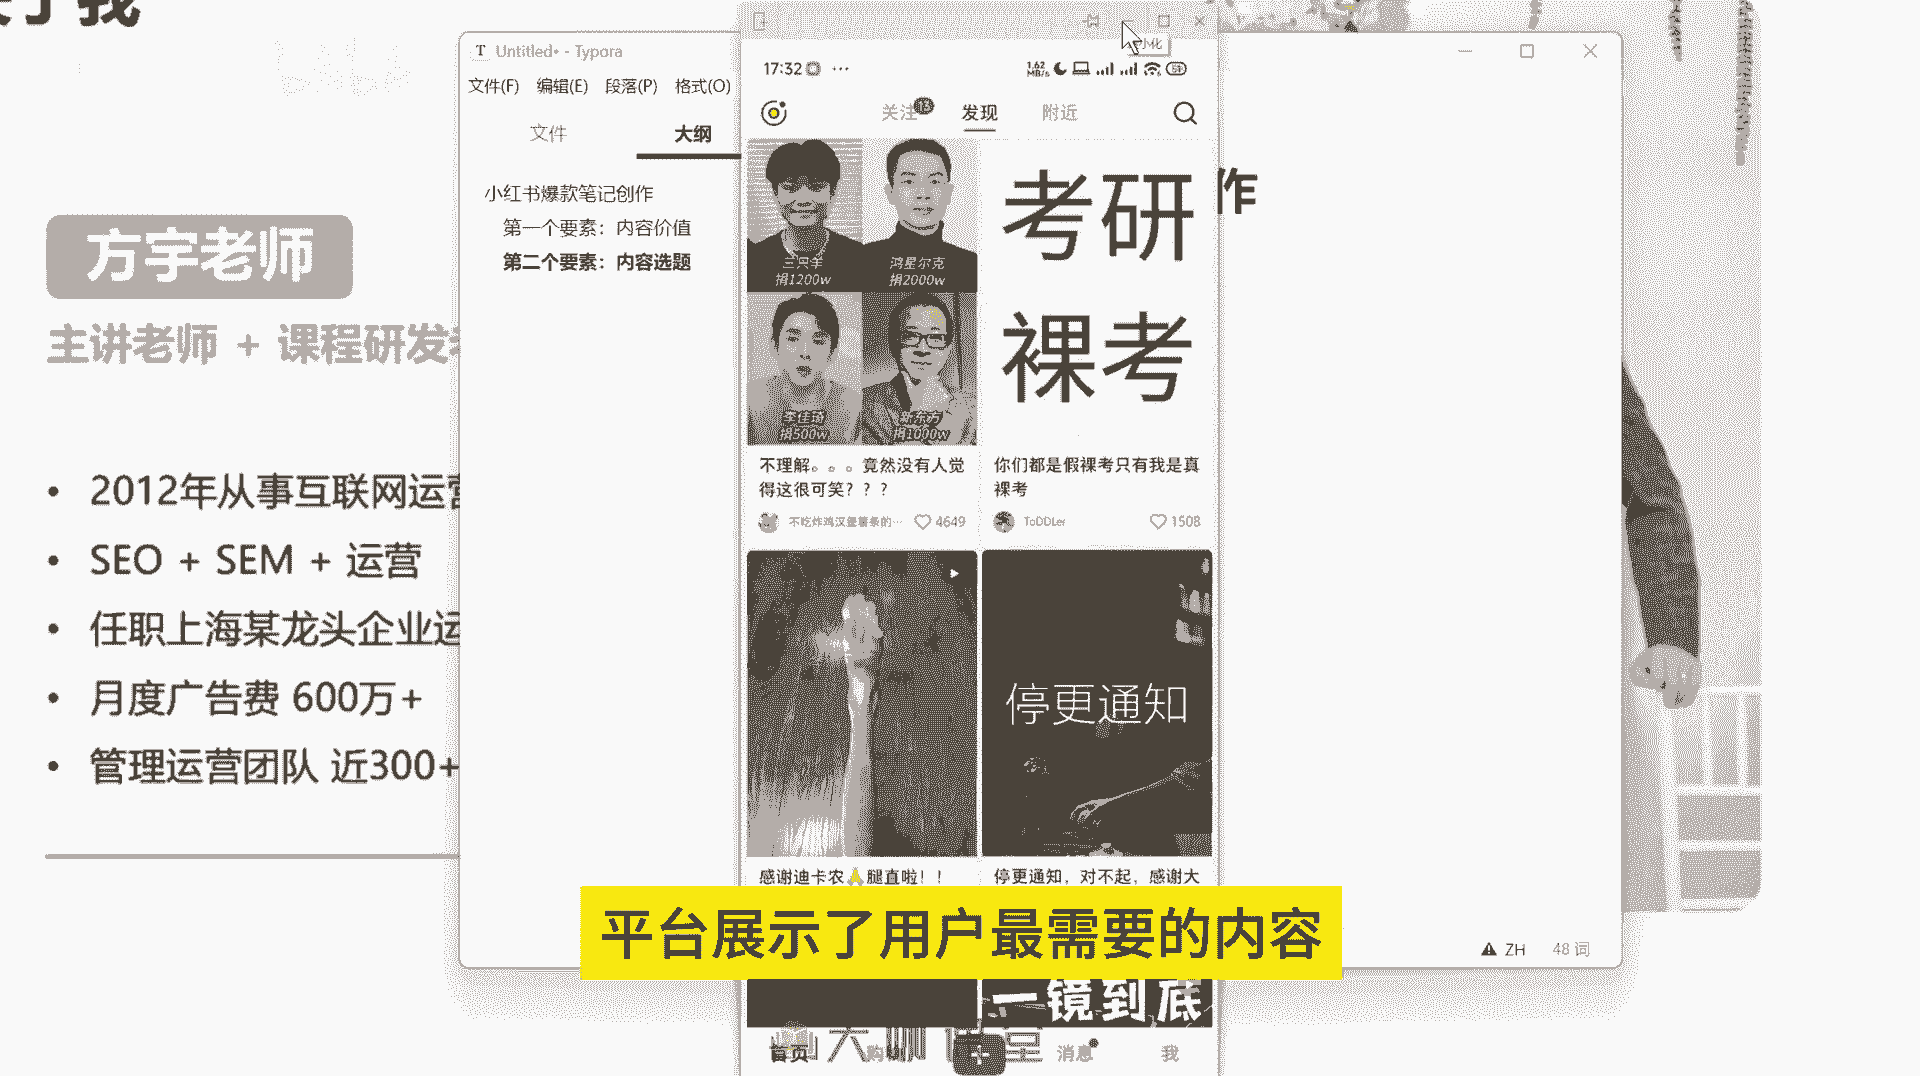 方宇老师
主讲老师 + 课程研发
2012年从事互联网运营
SEO + SEM + 运营
任职上海某龙头企业运
月度广告费 600万+
管理运营团队 近300+
Untitled• - Typora
文件(F) 编辑(E) 段落(P) 格式(O)
文件 大纲
小红书爆款笔记创作
第一个要素：内容价值
第二个要素：内容选题
小化
17:32
1.62 MB/s
关注 13 发现 附近
三只羊
捐1200w
鸿星尔克
捐2000w
李佳琦
捐500w
新东方
捐1000w
不理解。。。竟然没有人觉
得这很可笑？？？
不吃炸鸡汉堡薯条的… 4649
考研
裸考
作
你们都是假裸考只有我是真
裸考
ToDDLer 1508
感谢迪卡农🙏腿直啦！！
停更通知
停更通知，对不起，感谢大
平台展示了用户最需要的内容
一镜到底
首页 购 消息 我
ZH 48 词